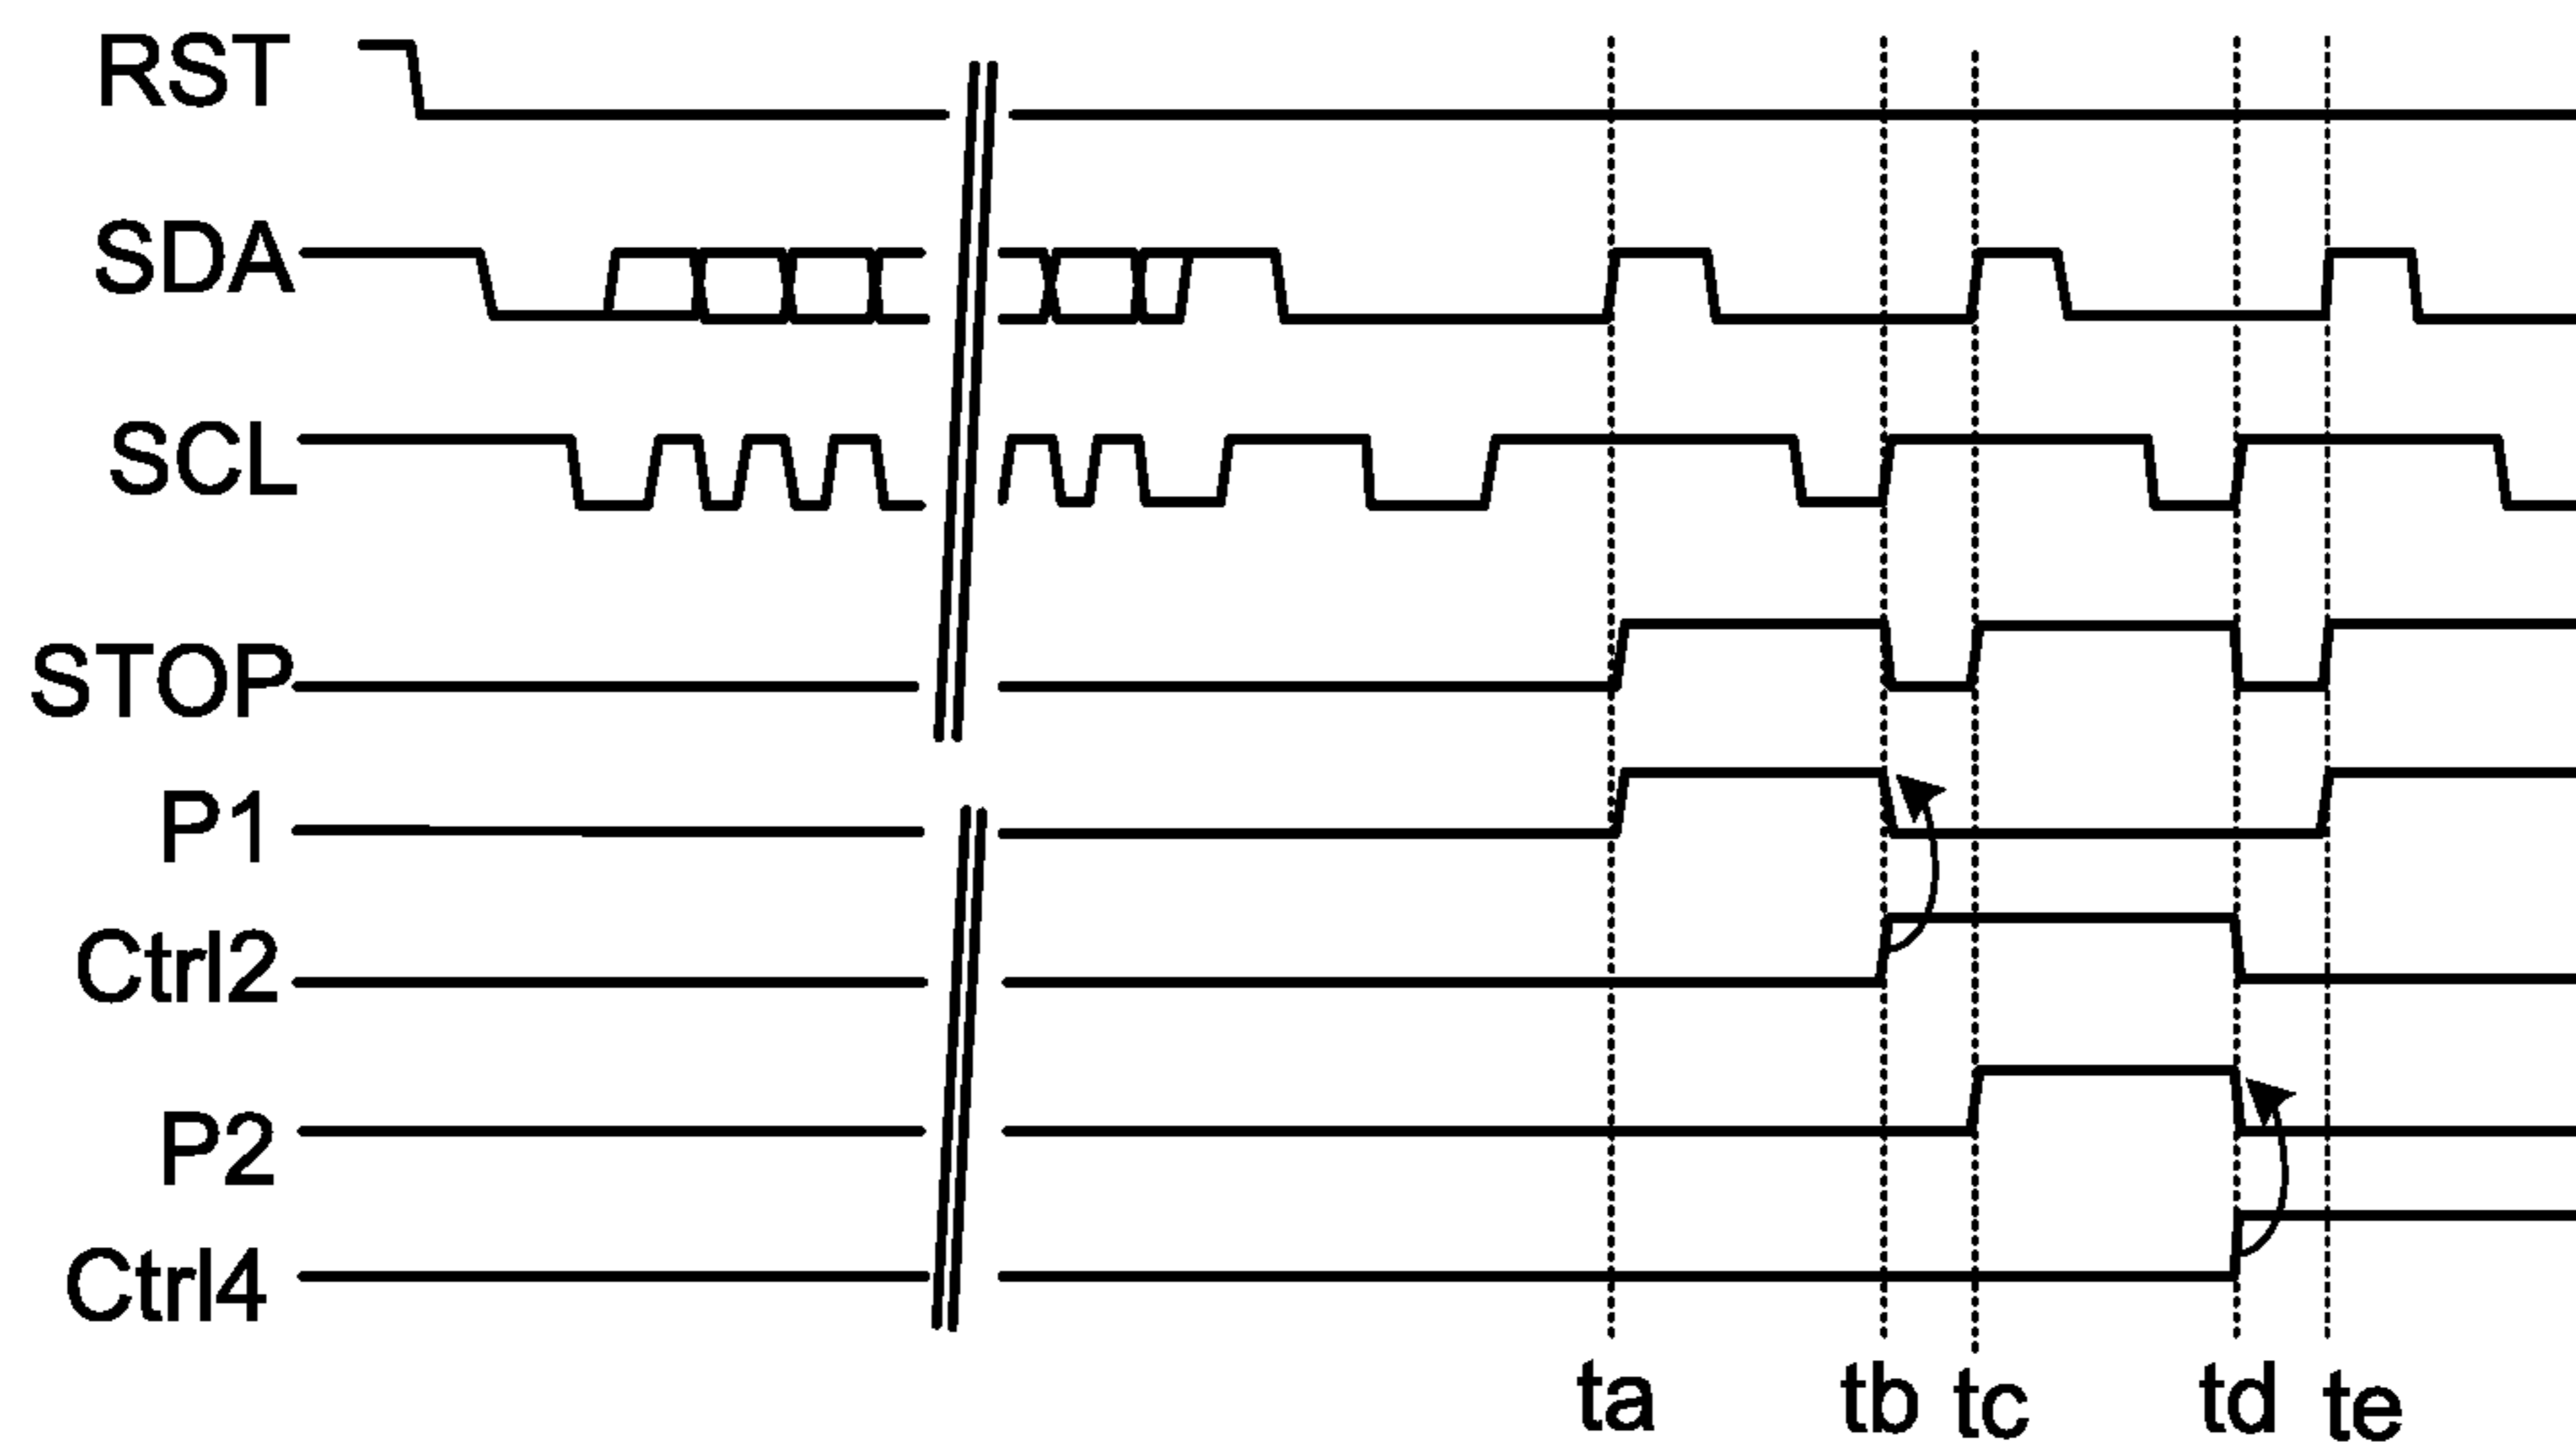 RST
SDA
SCL
STOP
P1
Ctrl2
P2
Ctrl4
ta tb tc td te